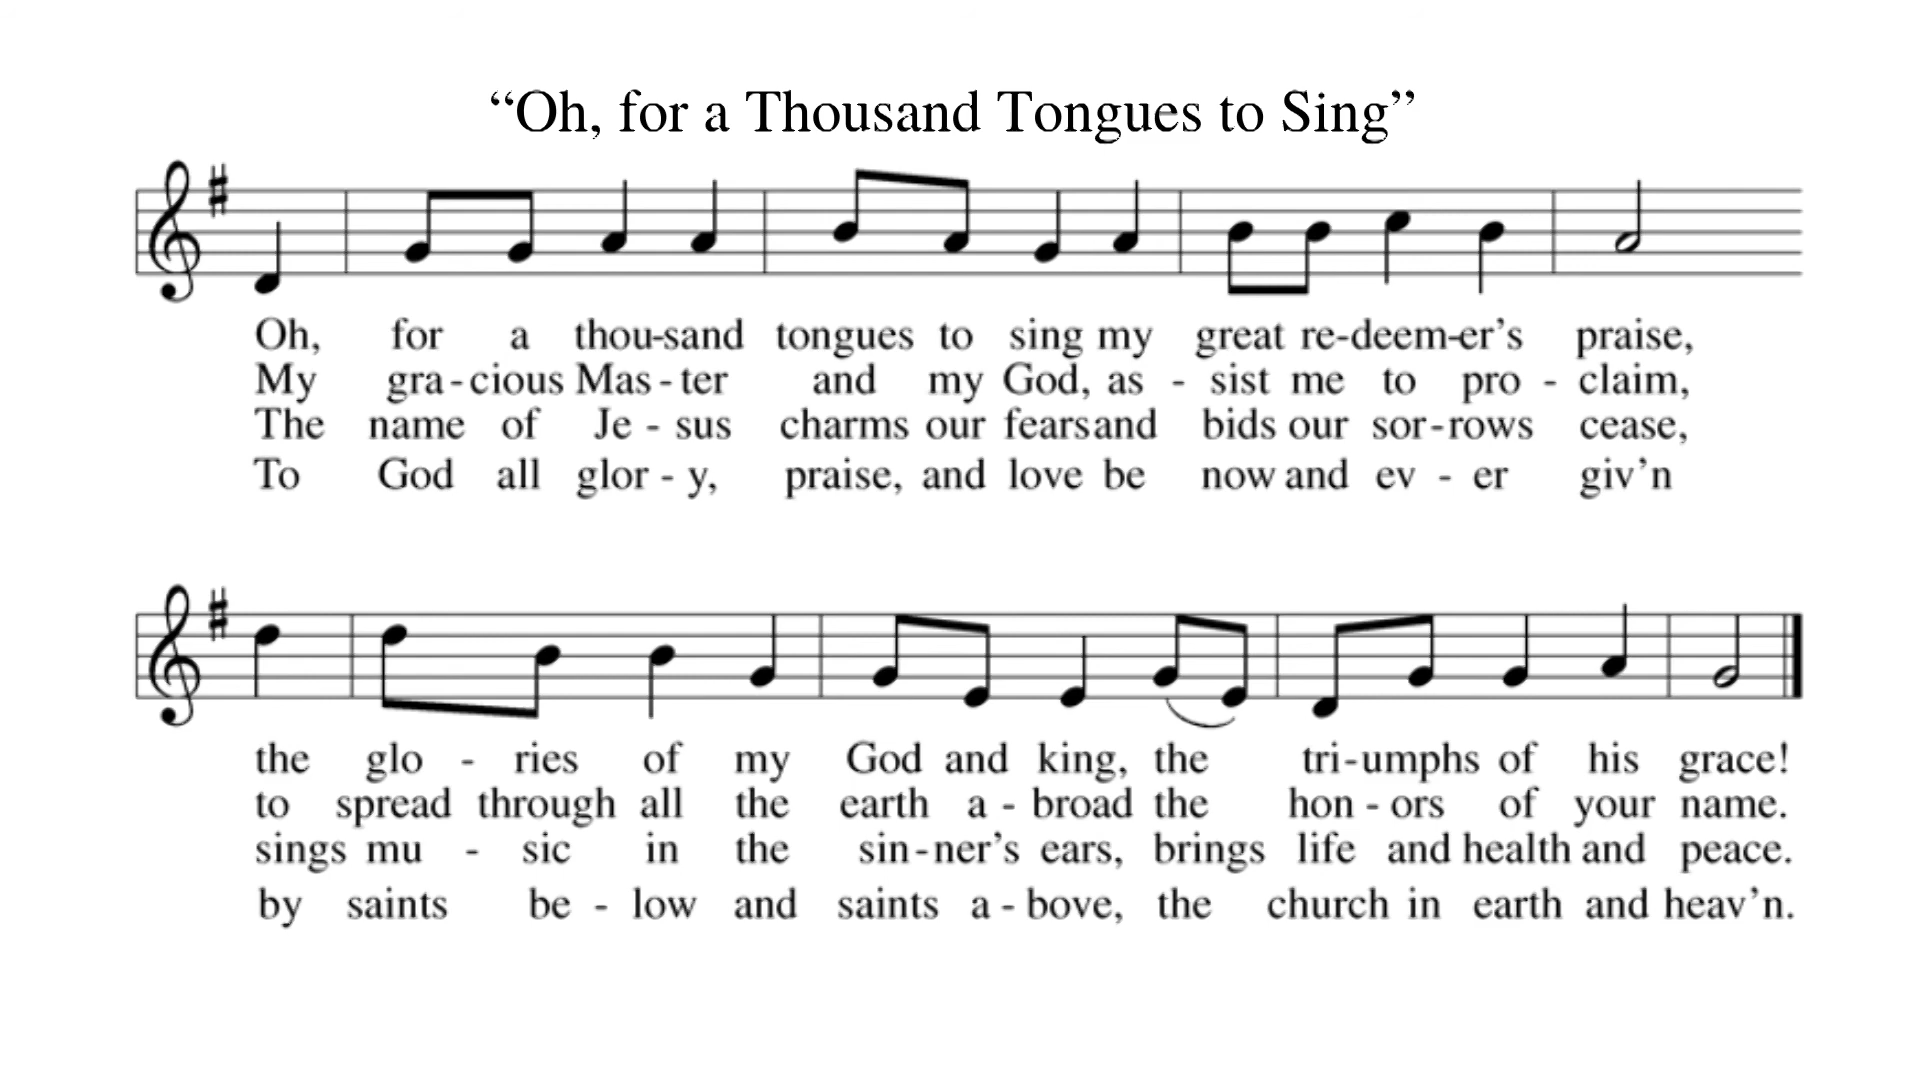 “Oh, for a Thousand Tongues to Sing”
Oh, for a thou-sand tongues to sing my great re-deem-er’s praise,
My gra-cious Mas-ter and my God, as - sist me to pro - claim,
The name of Je - sus charms our fears and bids our sor-rows cease,
To God all glor - y, praise, and love be now and ev - er giv’n
the glo - ries of my God and king, the tri-umphs of his grace!
to spread through all the earth a - broad the hon - ors of your name.
sings mu - sic in the sin-ner’s ears, brings life and health and peace.
by saints be - low and saints a - bove, the church in earth and heav’n.